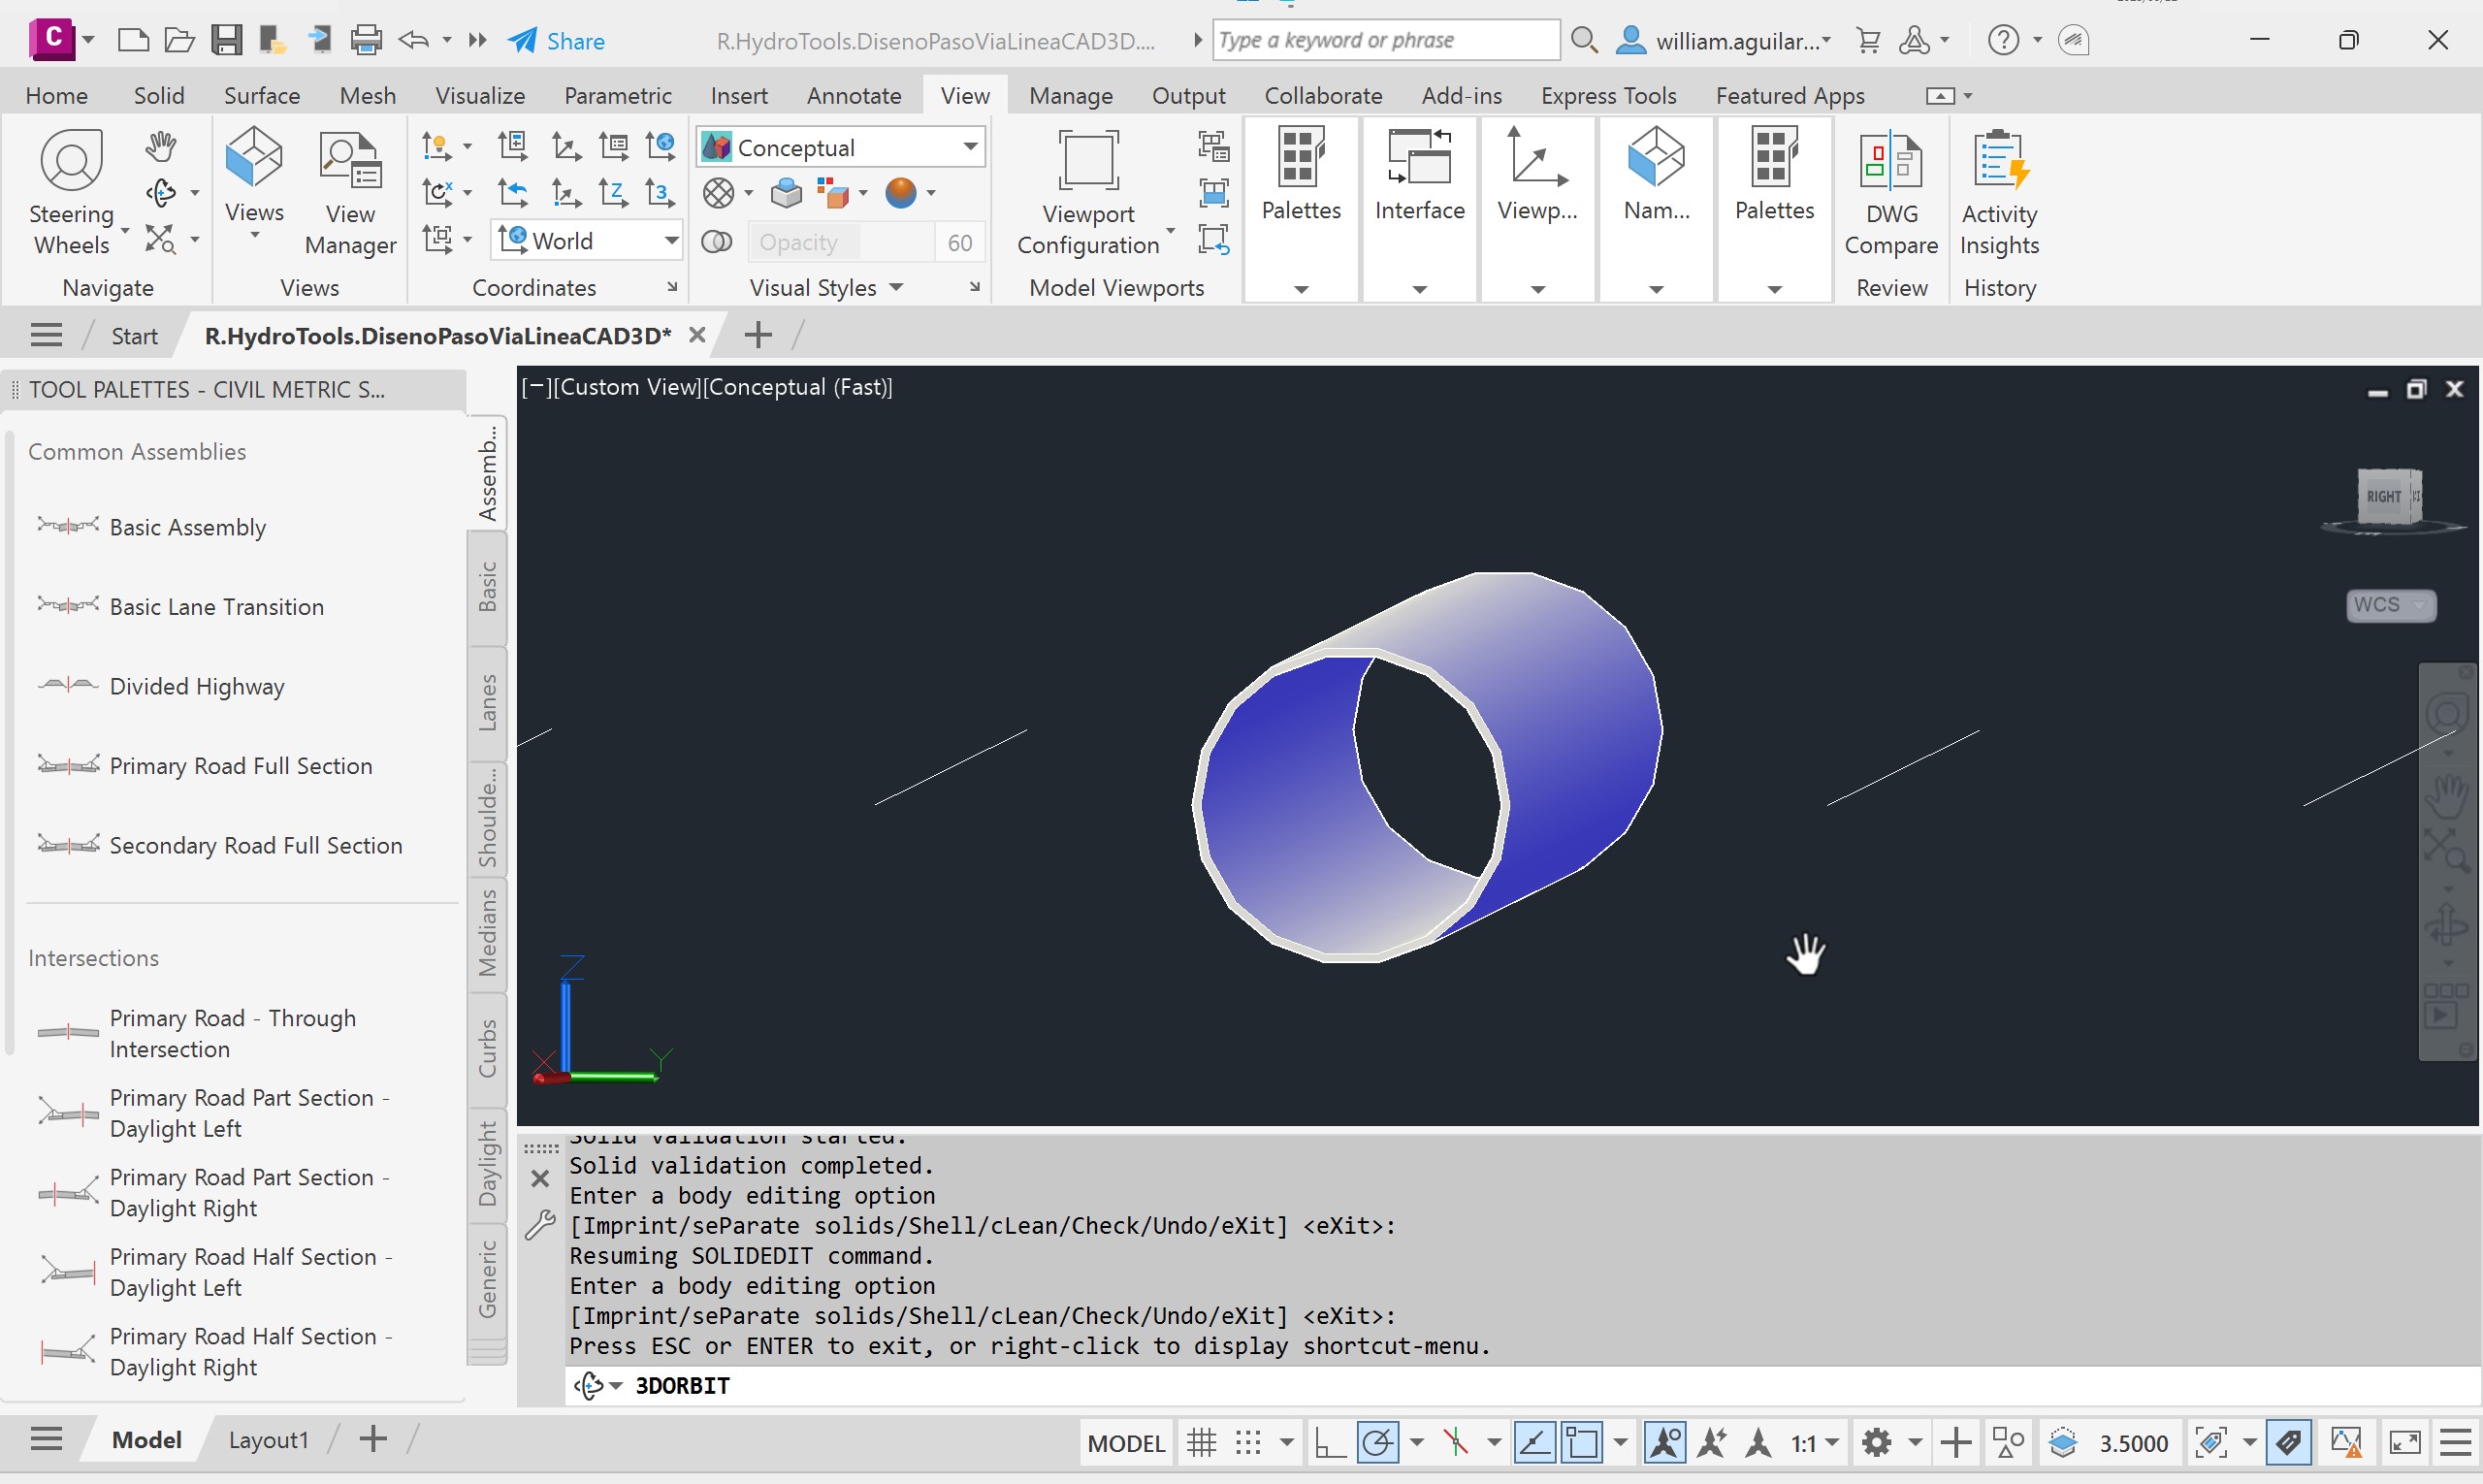 C
Share
R.HydroTools.DisenoPasoViaLineaCAD3D....
Type a keyword or phrase
william.aguilar...
Home Solid Surface Mesh Visualize Parametric Insert Annotate View Manage Output Collaborate Add-ins Express Tools Featured Apps
Steering Wheels
Navigate
Views
View Manager
Views
World
Coordinates
Conceptual
Opacity 60
Visual Styles
Viewport Configuration
Model Viewports
Palettes
Interface
Viewp...
Nam...
Palettes
DWG Compare
Review
Activity Insights
History
Start
R.HydroTools.DisenoPasoViaLineaCAD3D*
TOOL PALETTES - CIVIL METRIC S...
Common Assemblies
Basic Assembly
Basic Lane Transition
Divided Highway
Primary Road Full Section
Secondary Road Full Section
Intersections
Primary Road - Through
Intersection
Primary Road Part Section -
Daylight Left
Primary Road Part Section -
Daylight Right
Primary Road Half Section -
Daylight Left
Primary Road Half Section -
Daylight Right
Assemb...
Basic
Lanes
Shoulde...
Medians
Curbs
Daylight
Generic
[−][Custom View][Conceptual (Fast)]
RIGHT
WCS
Z
X
Y
Solid validation started.
Solid validation completed.
Enter a body editing option
[Imprint/seParate solids/Shell/cLean/Check/Undo/eXit] <eXit>:
Resuming SOLIDEDIT command.
Enter a body editing option
[Imprint/seParate solids/Shell/cLean/Check/Undo/eXit] <eXit>:
Press ESC or ENTER to exit, or right-click to display shortcut-menu.
3DORBIT
Model
Layout1
MODEL
1:1
3.5000